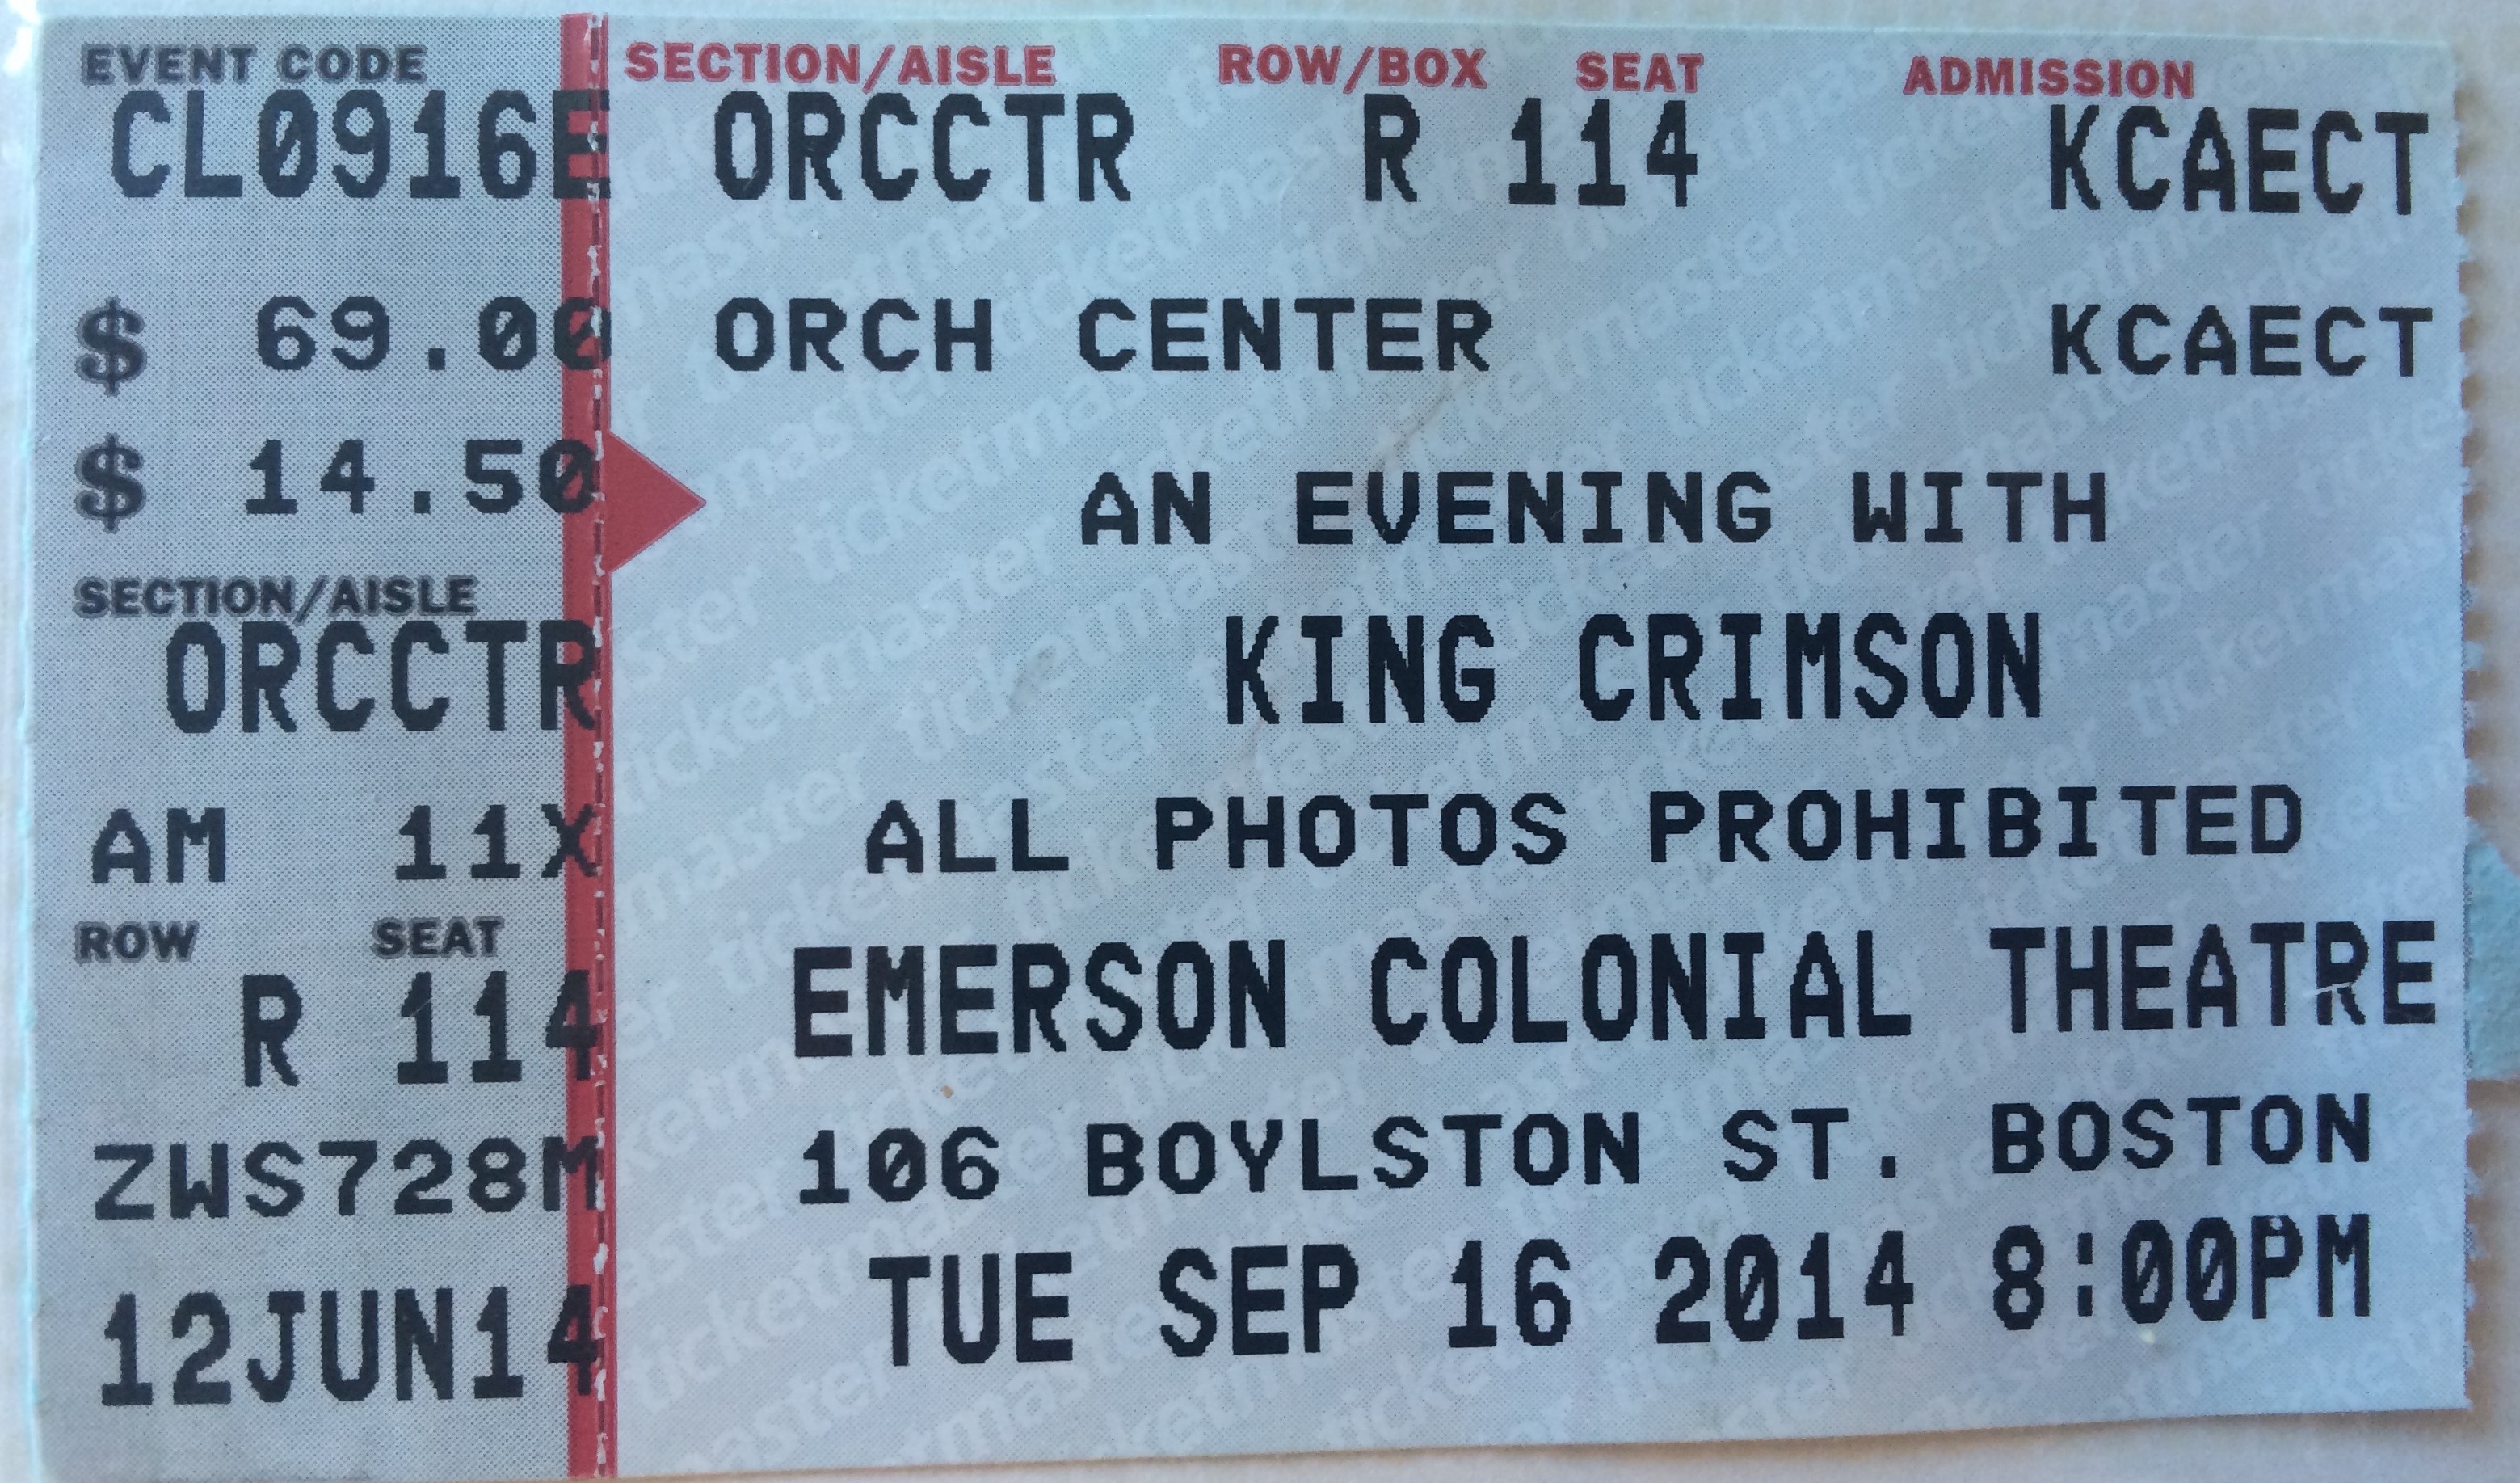 EVENT CODE
CL0916E
$ 69.00
$ 14.50
SECTION/AISLE
ORCCTR
AM 11X
ROW SEAT
R 114
ZWS728M
12JUN14
SECTION/AISLE ROW/BOX SEAT ADMISSION
ORCCTR R 114 KCAECT
ORCH CENTER KCAECT
AN EVENING WITH
KING CRIMSON
ALL PHOTOS PROHIBITED
EMERSON COLONIAL THEATRE
106 BOYLSTON ST. BOSTON
TUE SEP 16 2014 8:00PM
ticketmaster